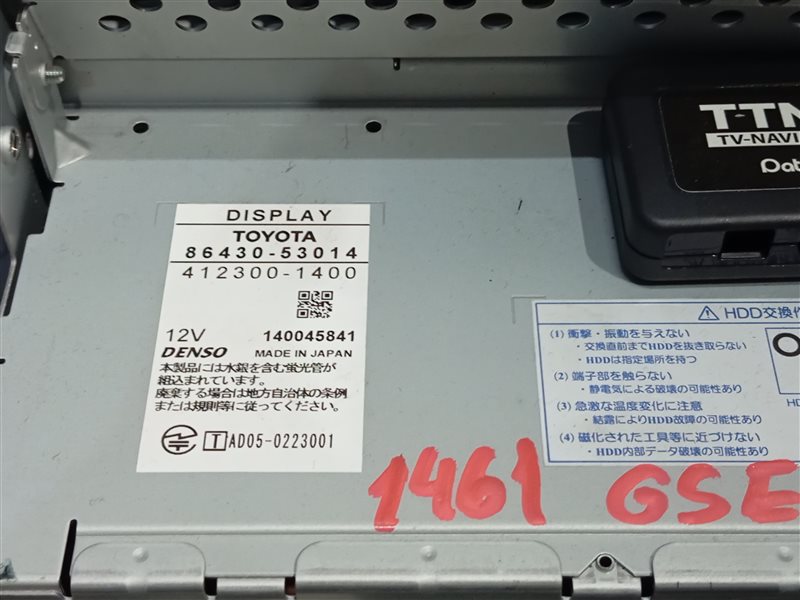 TTN
TV-NAVI
Dat
DISPLAY
TOYOTA
86430-53014
412300-1400
12V 140045841
DENSO MADE IN JAPAN
本製品には水銀を含む蛍光管が
組込まれています。
廃棄する場合は地方自治体の条例
または規則等に従ってください。
T AD05-0223001
⚠ HDD交換作
(1) 衝撃・振動を与えない
・交換直前までHDDを抜き取らない
・HDDは指定場所を持つ
(2) 端子部を触らない
・静電気による破壊の可能性あり
(3) 急激な温度変化に注意
・結露によりHDD故障の可能性あり
(4) 磁化された工具等に近づけない
・HDD内部データ破壊の可能性あり
HD
1461 GSE